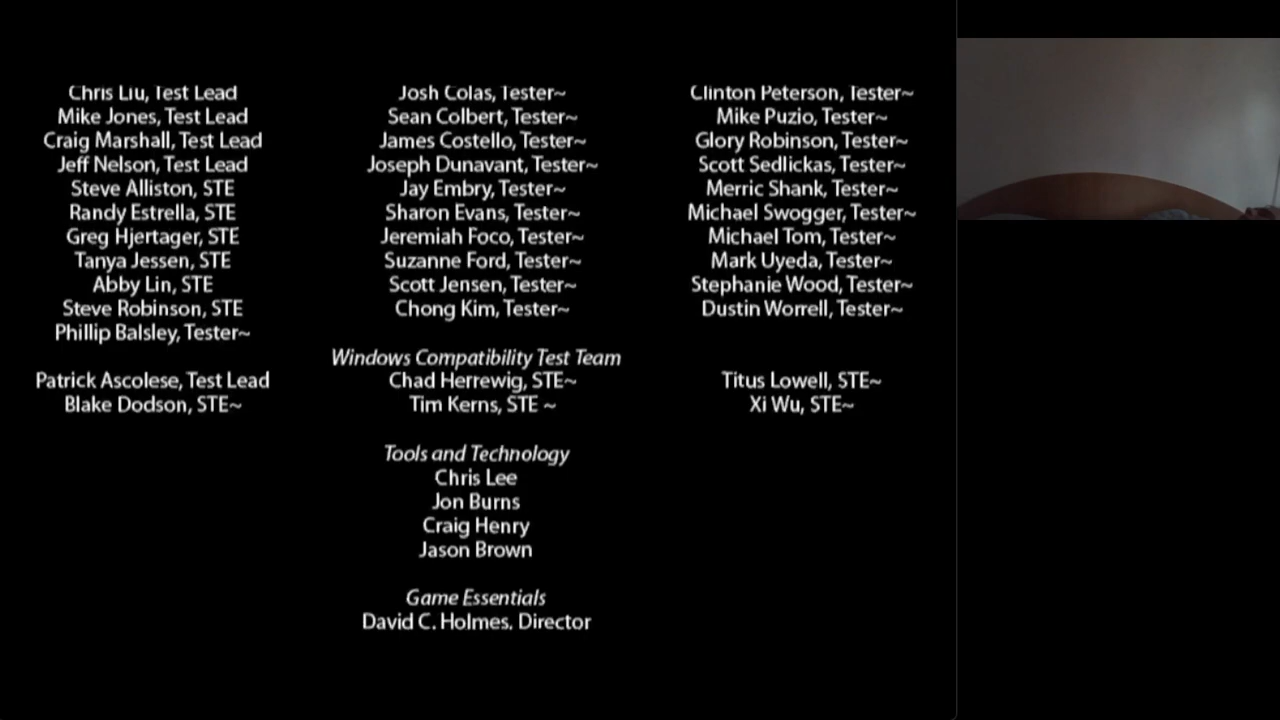 Chris Liu, Test Lead
Josh Colas, Tester~
Clinton Peterson, Tester~
Mike Jones, Test Lead
Sean Colbert, Tester~
Mike Puzio, Tester~
Craig Marshall, Test Lead
James Costello, Tester~
Glory Robinson, Tester~
Jeff Nelson, Test Lead
Joseph Dunavant, Tester~
Scott Sedlickas, Tester~
Steve Alliston, STE
Jay Embry, Tester~
Merric Shank, Tester~
Randy Estrella, STE
Sharon Evans, Tester~
Michael Swogger, Tester~
Greg Hjertager, STE
Jeremiah Foco, Tester~
Michael Tom, Tester~
Tanya Jessen, STE
Suzanne Ford, Tester~
Mark Uyeda, Tester~
Abby Lin, STE
Scott Jensen, Tester~
Stephanie Wood, Tester~
Steve Robinson, STE
Chong Kim, Tester~
Dustin Worrell, Tester~
Phillip Balsley, Tester~
Windows Compatibility Test Team
Patrick Ascolese, Test Lead
Chad Herrewig, STE~
Titus Lowell, STE~
Blake Dodson, STE~
Tim Kerns, STE ~
Xi Wu, STE~
Tools and Technology
Chris Lee
Jon Burns
Craig Henry
Jason Brown
Game Essentials
David C. Holmes. Director